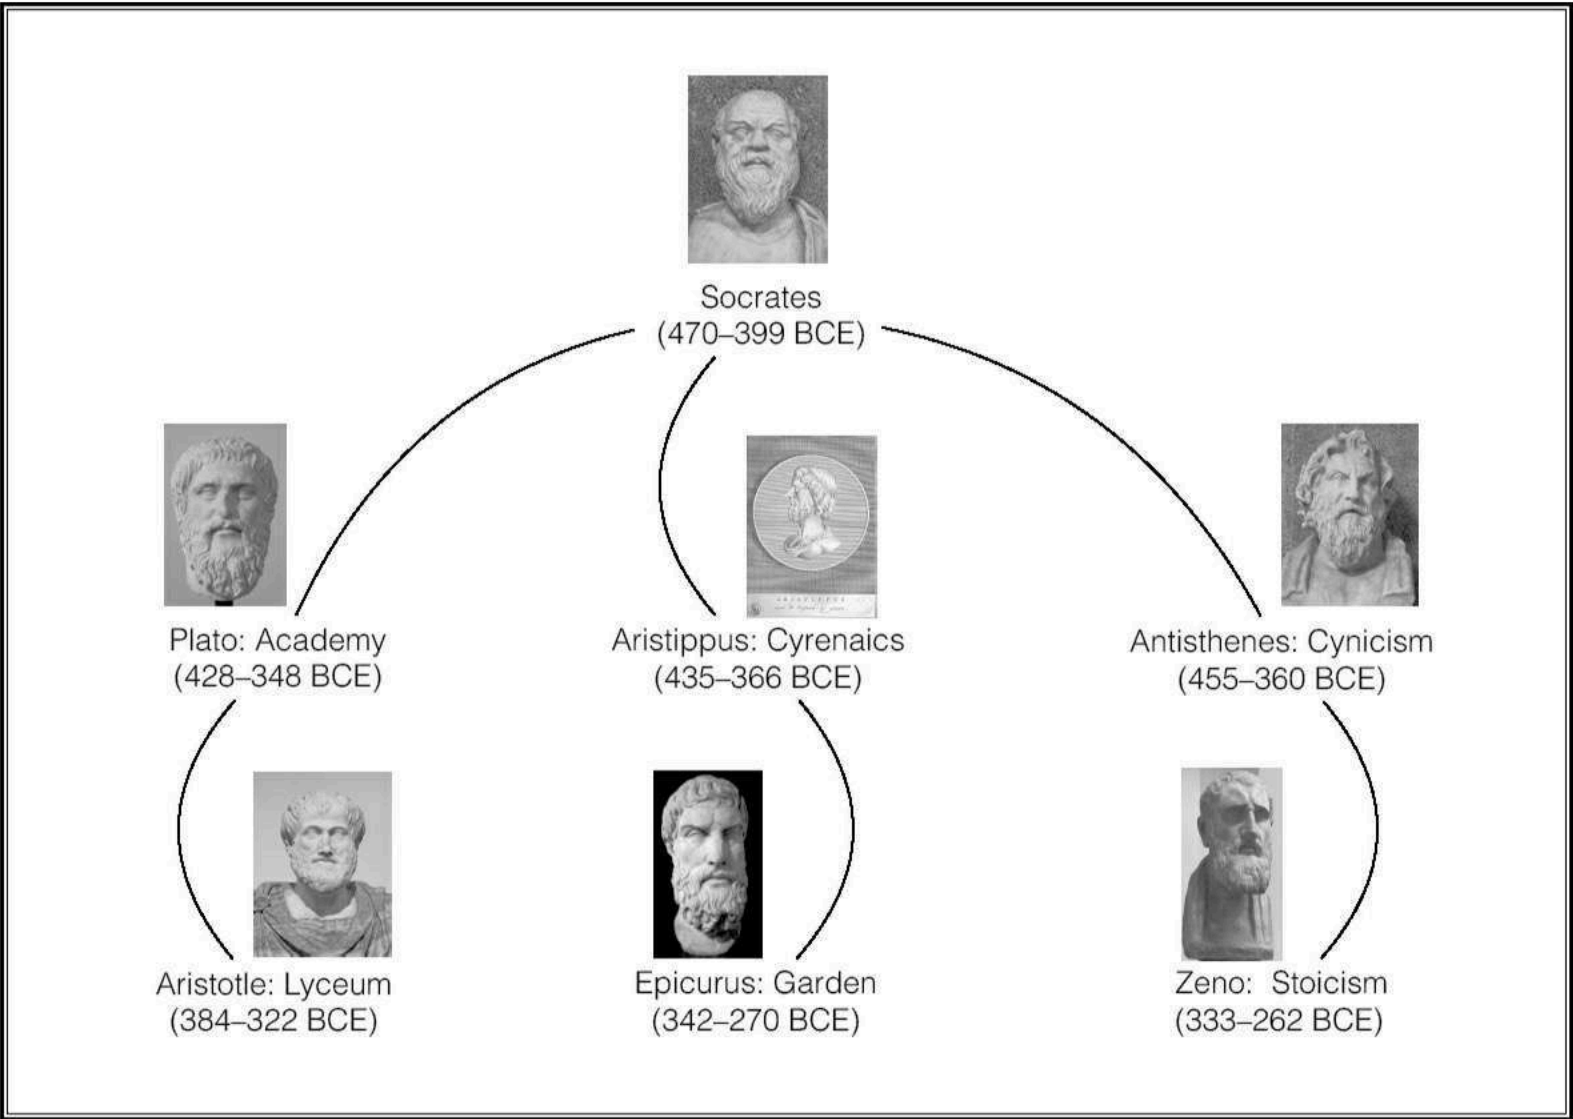 Socrates
(470–399 BCE)
Plato: Academy
(428–348 BCE)
Aristippus: Cyrenaics
(435–366 BCE)
Antisthenes: Cynicism
(455–360 BCE)
Aristotle: Lyceum
(384–322 BCE)
Epicurus: Garden
(342–270 BCE)
Zeno: Stoicism
(333–262 BCE)